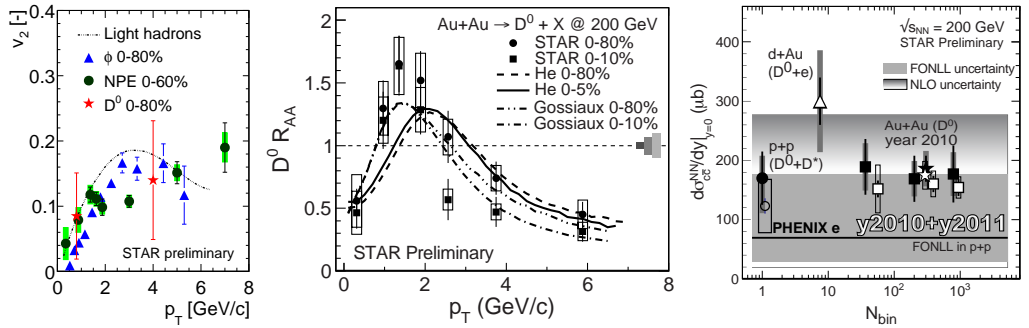 v2 [-]
0.4
0.3
0.2
0.1
0.0
Light hadrons
ϕ 0-80%
NPE 0-60%
D⁰ 0-80%
STAR preliminary
0 2 4 6 8
pT [GeV/c]
D⁰ RAA
2
1.5
1
0.5
0
Au+Au → D⁰ + X @ 200 GeV
STAR 0-80%
STAR 0-10%
He 0-80%
He 0-5%
Gossiaux 0-80%
Gossiaux 0-10%
STAR Preliminary
0 2 4 6 8
pT (GeV/c)
dσcc̄^NN/dy|y=0 (μb)
400
300
200
100
0
√sNN = 200 GeV
STAR Preliminary
d+Au
(D⁰+e)
FONLL uncertainty
NLO uncertainty
Au+Au (D⁰)
year 2010
p+p
(D⁰+D*)
y2010+y2011
PHENIX e
FONLL in p+p
1 10 10² 10³
Nbin